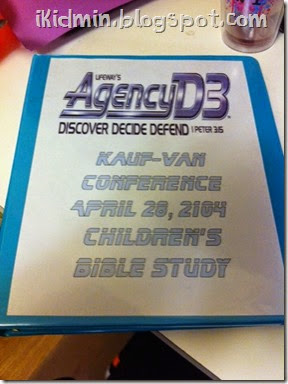 ikidmin.blogspot.com
LIFEWAY'S
AGENCYD3
DISCOVER DECIDE DEFEND | 1 PETER 3:15
KAUF-VAN
CONFERENCE
APRIL 28, 2104
CHILDREN'S
BIBLE STUDY